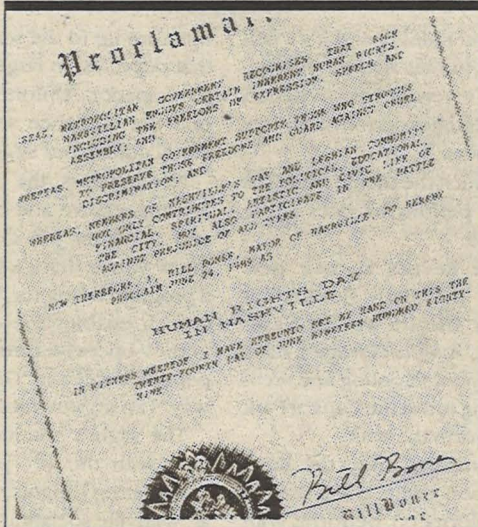 Proclamat
REAS, METROPOLITAN GOVERNMENT RECOGNIZES THAT EACH
NASHVILLIAN ENJOYS CERTAIN INHERENT HUMAN RIGHTS,
INCLUDING THE FREEDOMS OF EXPRESSION, SPEECH AND
ASSEMBLY; AND
WHEREAS, METROPOLITAN GOVERNMENT SUPPORTS THOSE WHO STRUGGLE
TO PRESERVE THESE FREEDOMS AND GUARD AGAINST CRUEL
DISCRIMINATION; AND
WHEREAS, MEMBERS OF NASHVILLE'S GAY AND LESBIAN COMMUNITY
NOT ONLY CONTRIBUTES TO THE POLITICAL, EDUCATIONAL,
FINANCIAL, SPIRITUAL, ARTISTIC AND CIVIC LIFE OF
THE CITY, BUT ALSO PARTICIPATE IN THE BATTLE
AGAINST PREJUDICE OF ALL TYPES
NOW THEREFORE, I, BILL BONER, MAYOR OF NASHVILLE, DO HEREBY
PROCLAIM JUNE 24, 1989 AS
HUMAN RIGHTS DAY
IN NASHVILLE
IN WITNESS WHEREOF, I HAVE HEREUNTO SET MY HAND ON THIS THE
TWENTY-FOURTH DAY OF JUNE NINETEEN HUNDRED EIGHTY-
NINE
Bill Boner
Bill Boner